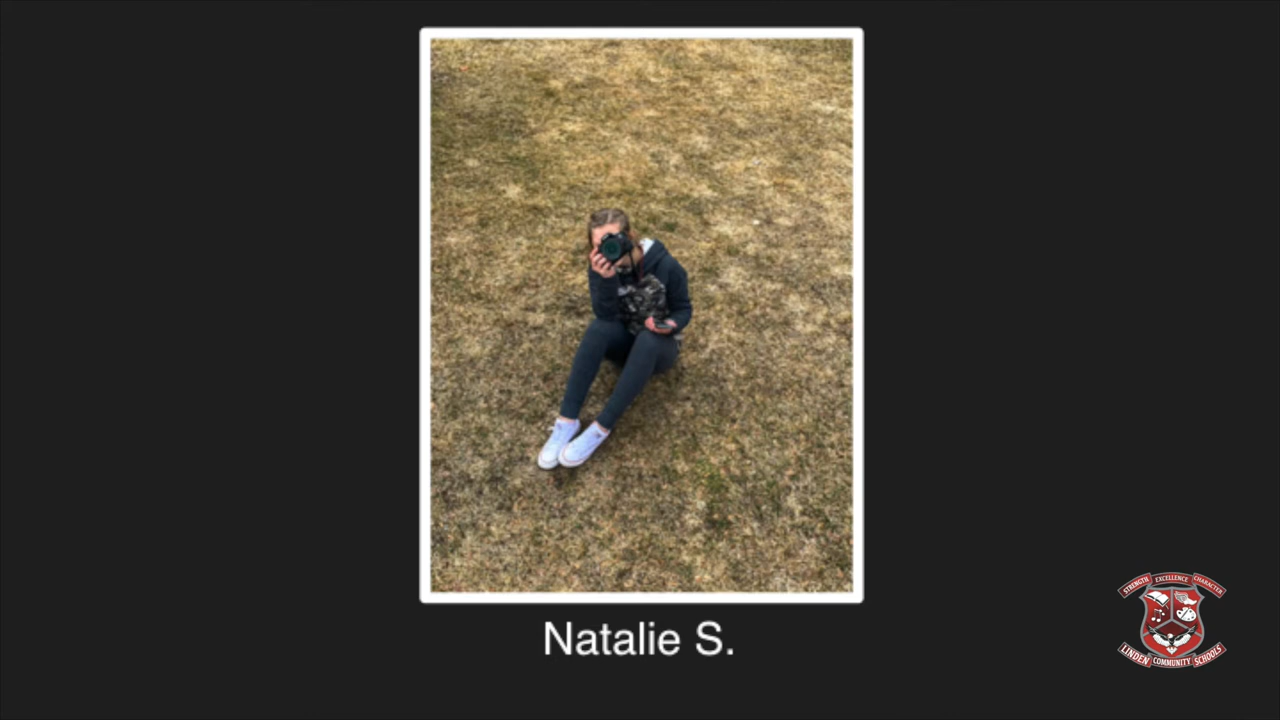 Natalie S.
STRENGTH EXCELLENCE CHARACTER
LINDEN COMMUNITY SCHOOLS